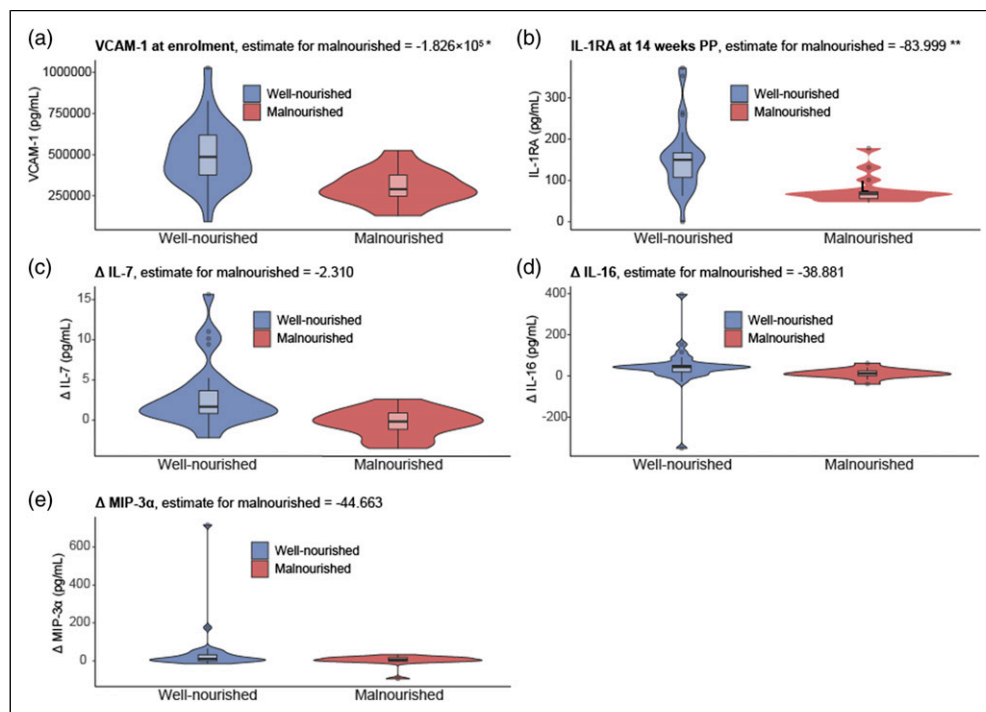 (a)
VCAM-1 at enrolment, estimate for malnourished = -1.826×10⁵ *
VCAM-1 (pg/mL)
1000000
750000
500000
250000
Well-nourished
Malnourished
Well-nourished
Malnourished
(b)
IL-1RA at 14 weeks PP, estimate for malnourished = -83.999 **
IL-1RA (pg/mL)
300
200
100
0
Well-nourished
Malnourished
Well-nourished
Malnourished
(c)
Δ IL-7, estimate for malnourished = -2.310
Δ IL-7 (pg/mL)
15
10
5
0
Well-nourished
Malnourished
Well-nourished
Malnourished
(d)
Δ IL-16, estimate for malnourished = -38.881
Δ IL-16 (pg/mL)
400
200
0
-200
Well-nourished
Malnourished
Well-nourished
Malnourished
(e)
Δ MIP-3α, estimate for malnourished = -44.663
Δ MIP-3α (pg/mL)
600
400
200
0
Well-nourished
Malnourished
Well-nourished
Malnourished